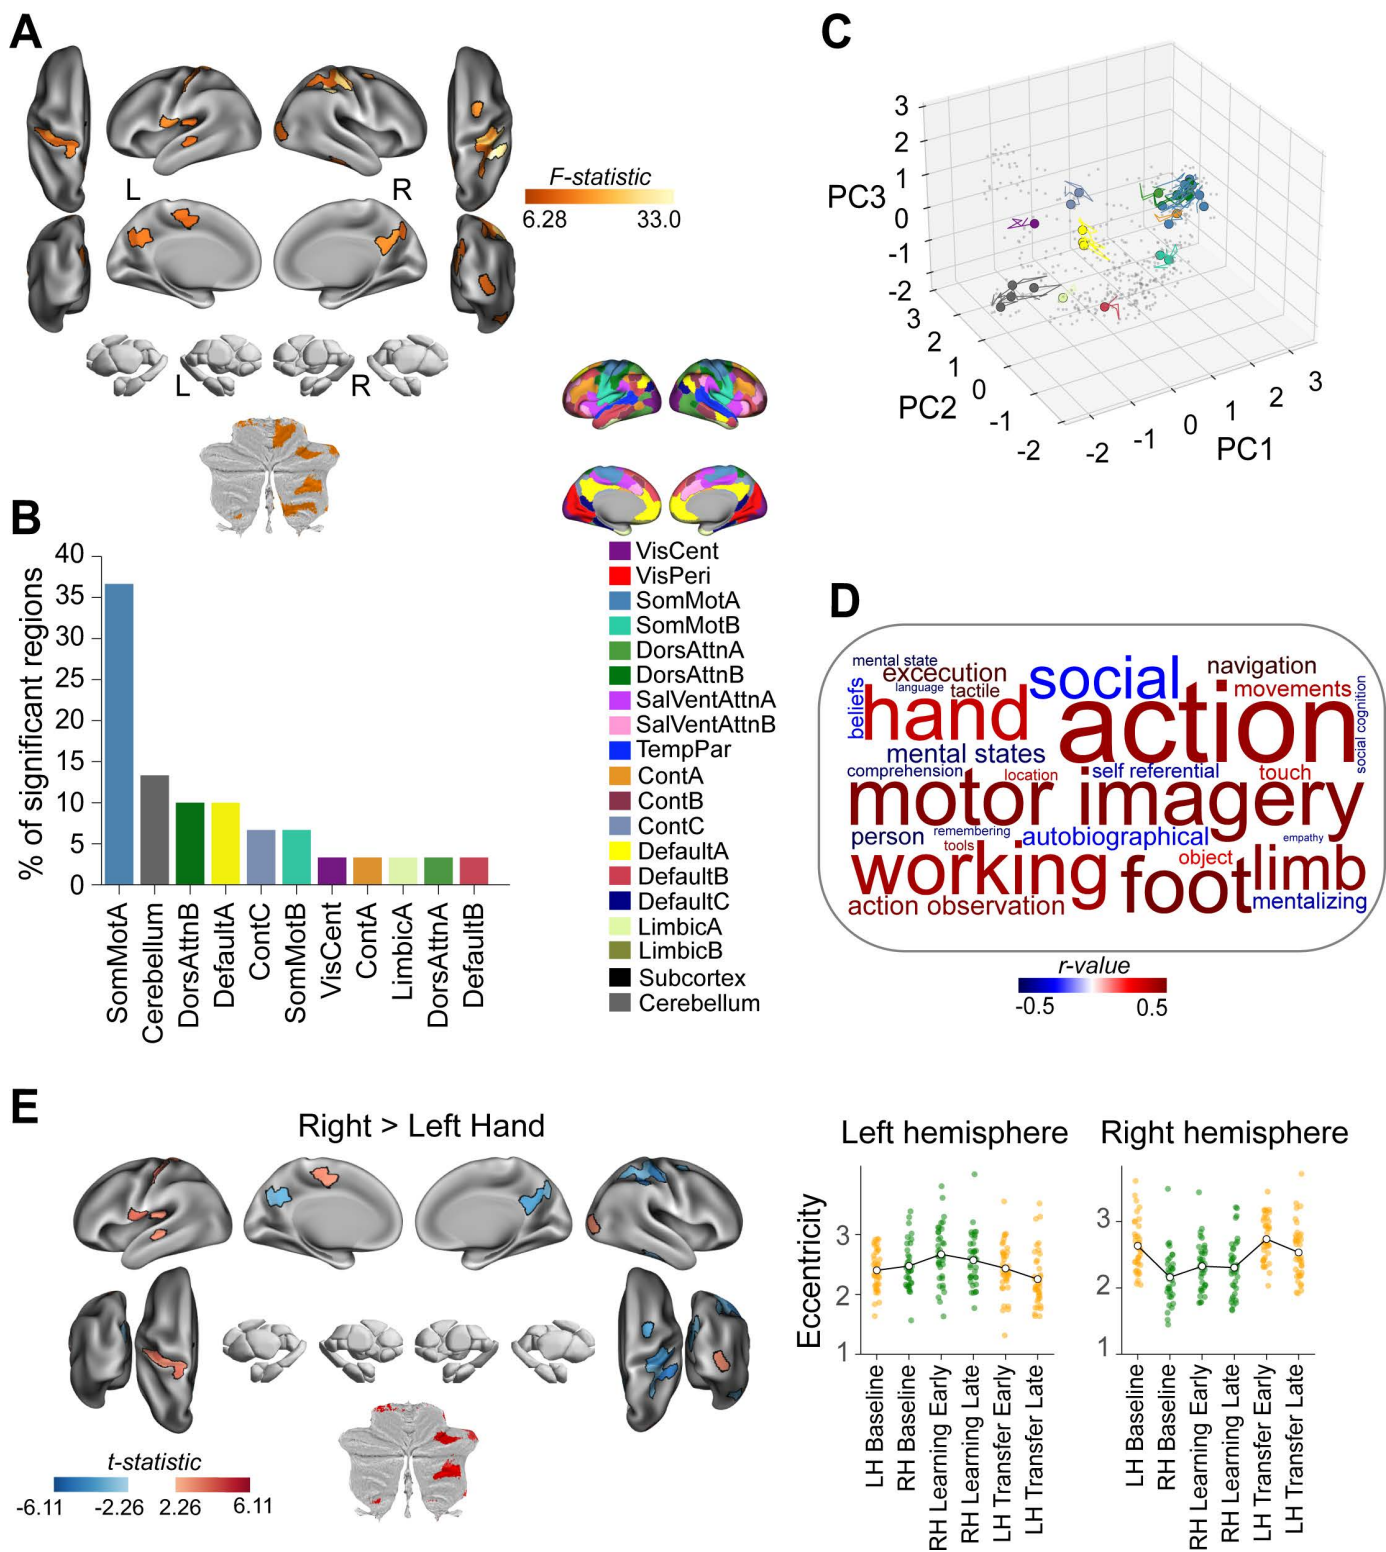 A
L
R
F-statistic
6.28
33.0
L
R
B
% of significant regions
40
35
30
25
20
15
10
5
0
SomMotA
Cerebellum
DorsAttnB
DefaultA
ContC
SomMotB
VisCent
ContA
LimbicA
DorsAttnA
DefaultB
VisCent
VisPeri
SomMotA
SomMotB
DorsAttnA
DorsAttnB
SalVentAttnA
SalVentAttnB
TempPar
ContA
ContB
ContC
DefaultA
DefaultB
DefaultC
LimbicA
LimbicB
Subcortex
Cerebellum
C
PC3
3
2
1
0
-1
-2
PC2
3
2
1
0
-1
-2
PC1
-2
-1
0
1
2
3
D
mental state
excecution
language
tactile
beliefs
hand
social
navigation
movements
action
social cognition
mental states
comprehension
location
self referential
touch
motor imagery
person
remembering
tools
autobiographical
empathy
working
object
foot
limb
action observation
mentalizing
r-value
-0.5
0.5
E
Right > Left Hand
t-statistic
-6.11
-2.26
2.26
6.11
Left hemisphere
Eccentricity
3
2
1
LH Baseline
RH Baseline
RH Learning Early
RH Learning Late
LH Transfer Early
LH Transfer Late
Right hemisphere
3
2
1
LH Baseline
RH Baseline
RH Learning Early
RH Learning Late
LH Transfer Early
LH Transfer Late